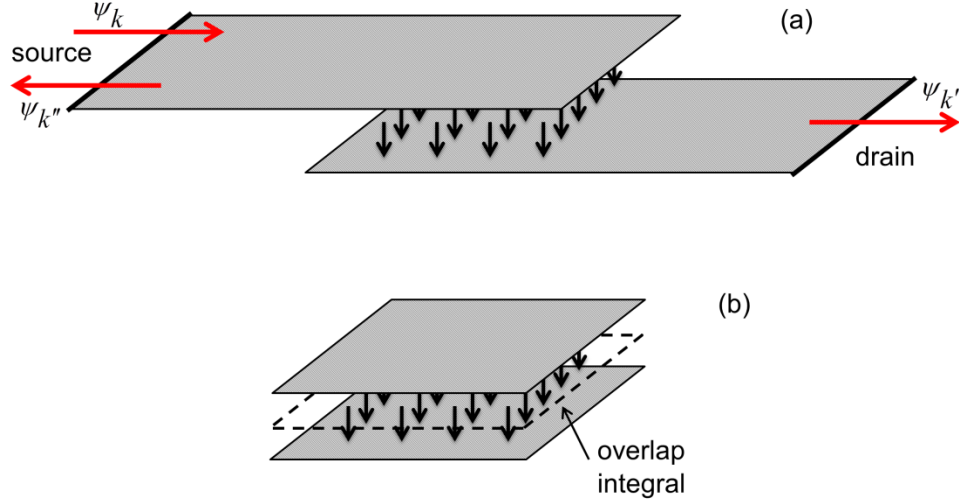 ψk
(a)
source
ψk"
ψk'
drain
(b)
overlap
integral